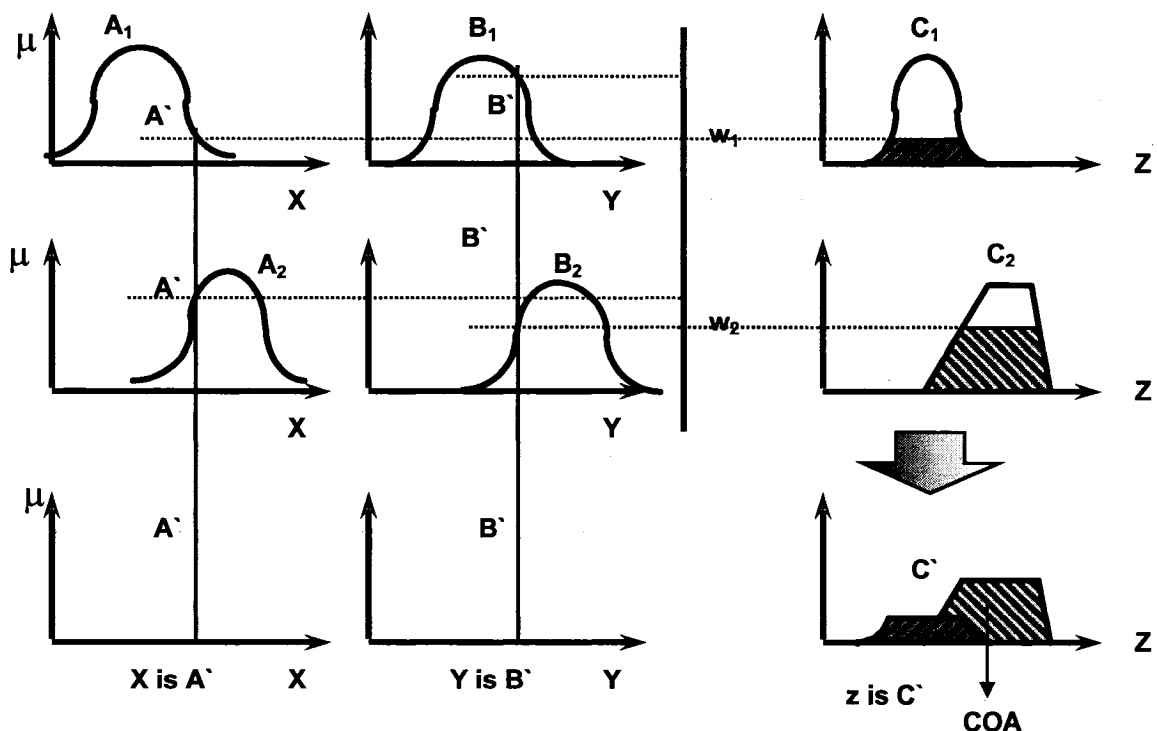 μ A₁ B₁ C₁
A` B` w₁
X Y Z
μ A₂ B` B₂ C₂
A` w₂
X Y Z
μ A` B` C`
X is A` X Y is B` Y z is C` Z
COA